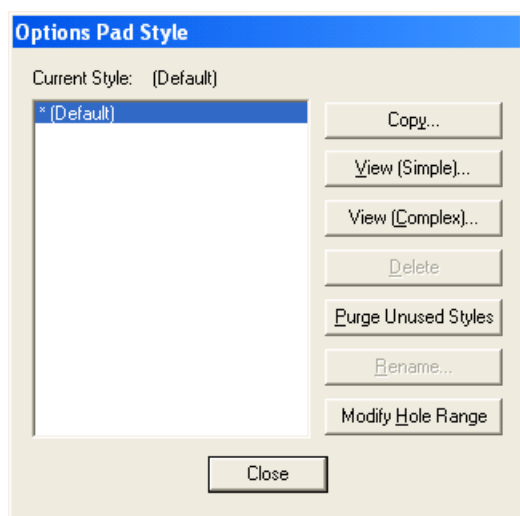 Options Pad Style
Current Style: (Default)
* (Default)
Copy...
View (Simple)...
View (Complex)...
Delete
Purge Unused Styles
Rename...
Modify Hole Range
Close